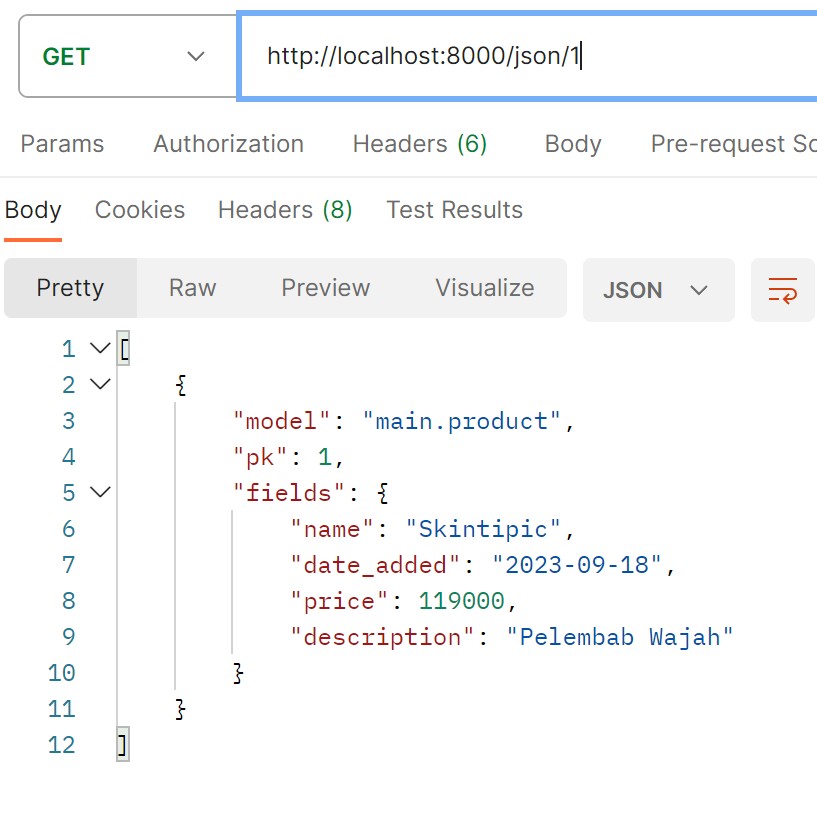 GET http://localhost:8000/json/1
Params Authorization Headers (6) Body Pre-request Sc
Body Cookies Headers (8) Test Results
Pretty Raw Preview Visualize JSON
1 [
2 {
3 "model": "main.product",
4 "pk": 1,
5 "fields": {
6 "name": "Skintipic",
7 "date_added": "2023-09-18",
8 "price": 119000,
9 "description": "Pelembab Wajah"
10 }
11 }
12 ]